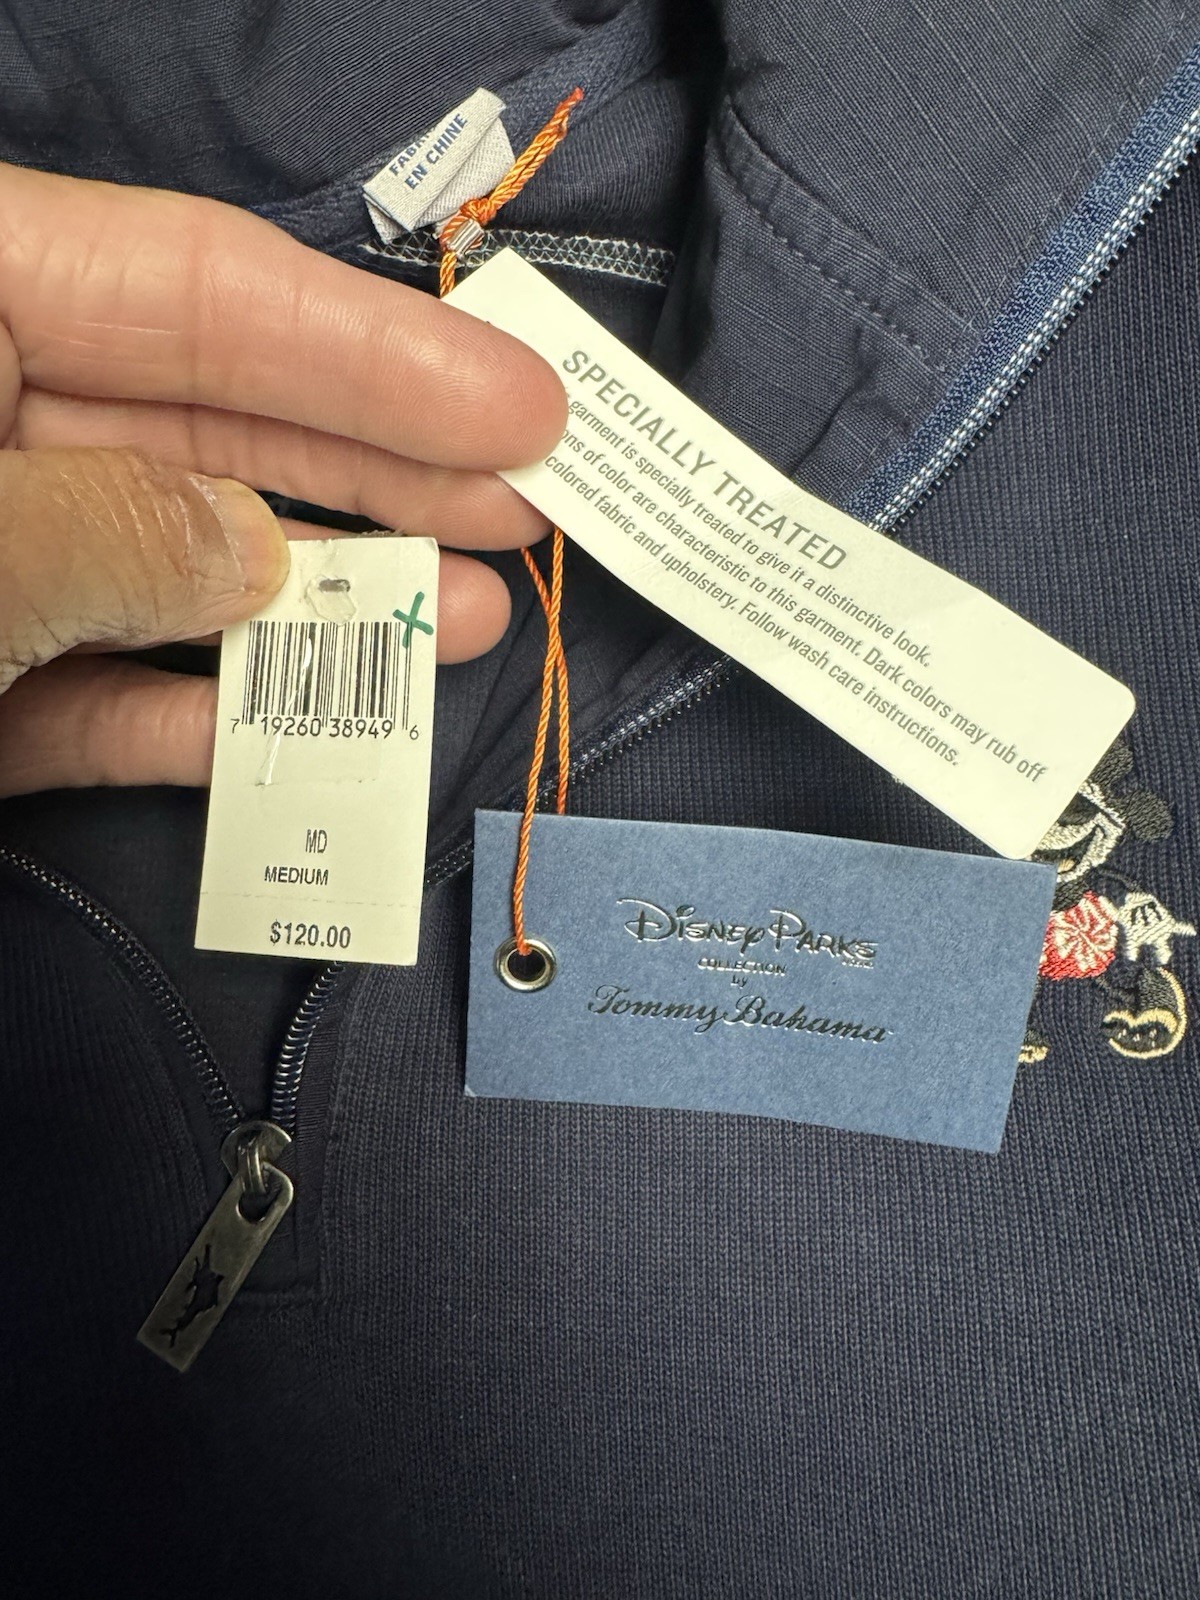 EN CHINE
SPECIALLY TREATED
garment is specially treated to give it a distinctive look.
of color are characteristic to this garment. Dark colors may rub off
colored fabric and upholstery. Follow wash care instructions.
7 19260 38949 6
MD
MEDIUM
$120.00
Disney Parks
COLLECTION
by
Tommy Bahama